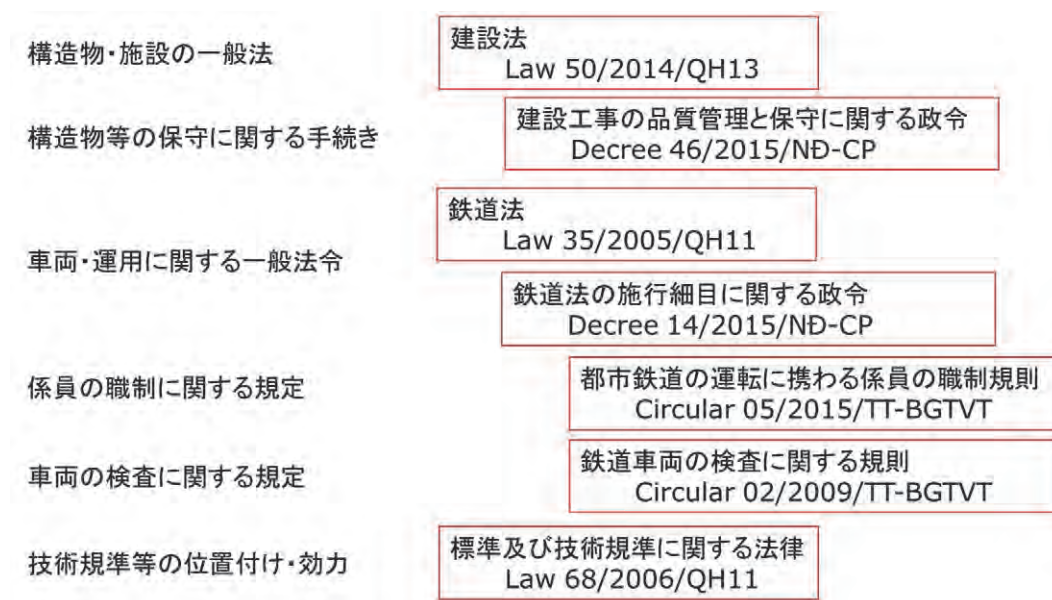 構造物・施設の一般法
建設法
Law 50/2014/QH13
構造物等の保守に関する手続き
建設工事の品質管理と保守に関する政令
Decree 46/2015/NĐ-CP
車両・運用に関する一般法令
鉄道法
Law 35/2005/QH11
鉄道法の施行細目に関する政令
Decree 14/2015/NĐ-CP
係員の職制に関する規定
都市鉄道の運転に携わる係員の職制規則
Circular 05/2015/TT-BGTVT
車両の検査に関する規定
鉄道車両の検査に関する規則
Circular 02/2009/TT-BGTVT
技術規準等の位置付け・効力
標準及び技術規準に関する法律
Law 68/2006/QH11